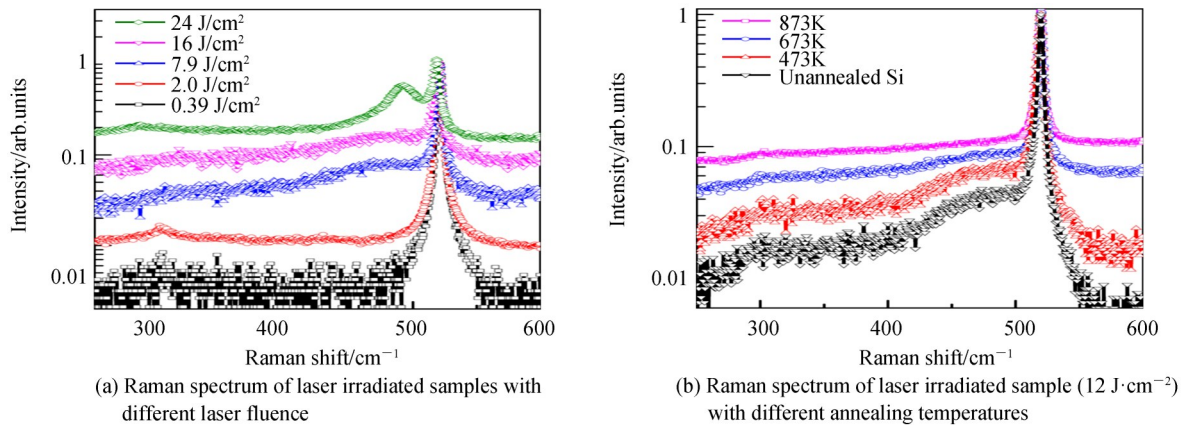 24 J/cm²
16 J/cm²
7.9 J/cm²
2.0 J/cm²
0.39 J/cm²
1
0.1
0.01
Intensity/arb.units
300 400 500 600
Raman shift/cm⁻¹
(a) Raman spectrum of laser irradiated samples with
different laser fluence
873K
673K
473K
Unannealed Si
1
0.1
0.01
Intensity/arb.units
300 400 500 600
Raman shift/cm⁻¹
(b) Raman spectrum of laser irradiated sample (12 J·cm⁻²)
with different annealing temperatures